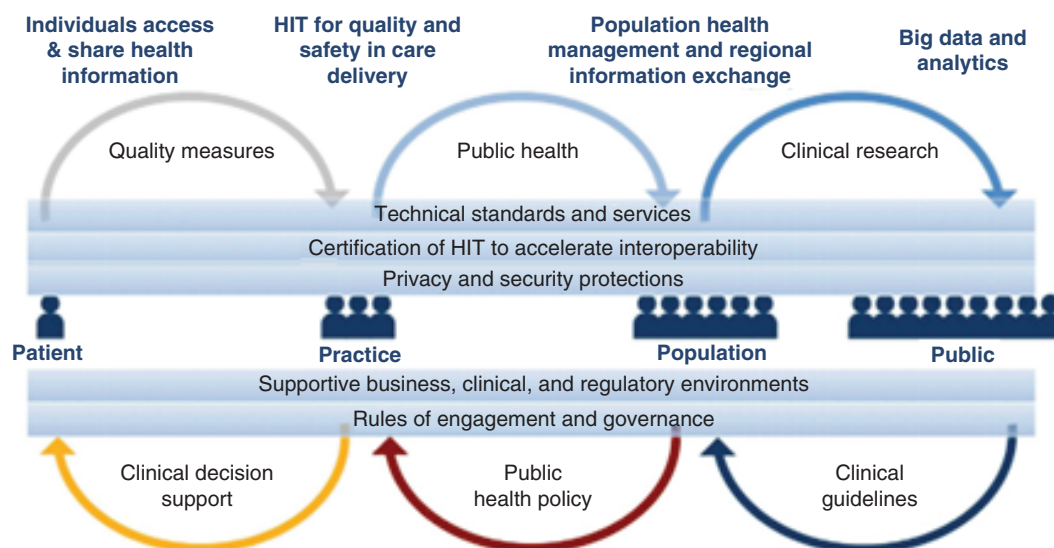 Individuals access
& share health
information
HIT for quality and
safety in care
delivery
Population health
management and regional
information exchange
Big data and
analytics
Quality measures
Public health
Clinical research
Technical standards and services
Certification of HIT to accelerate interoperability
Privacy and security protections
Patient
Practice
Population
Public
Supportive business, clinical, and regulatory environments
Rules of engagement and governance
Clinical decision
support
Public
health policy
Clinical
guidelines